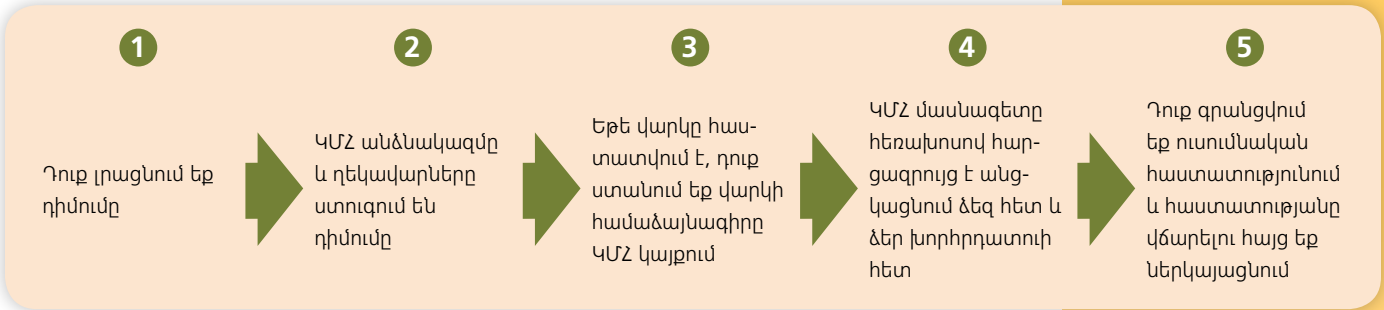 1
Դուք լրացնում եք
դիմումը
2
ԿՄՀ անձնակազմը
և ղեկավարները
ստուգում են
դիմումը
3
Եթե վարկը հաս-
տատվում է, դուք
ստանում եք վարկի
համաձայնագիրը
ԿՄՀ կայքում
4
ԿՄՀ մասնագետը
հեռախոսով հար-
ցազրույց է անց-
կացնում ձեզ հետ և
ձեր խորհրդատուի
հետ
5
Դուք գրանցվում
եք ուսումնական
հաստատությունում
և հաստատությանը
վճարելու հայց եք
ներկայացնում